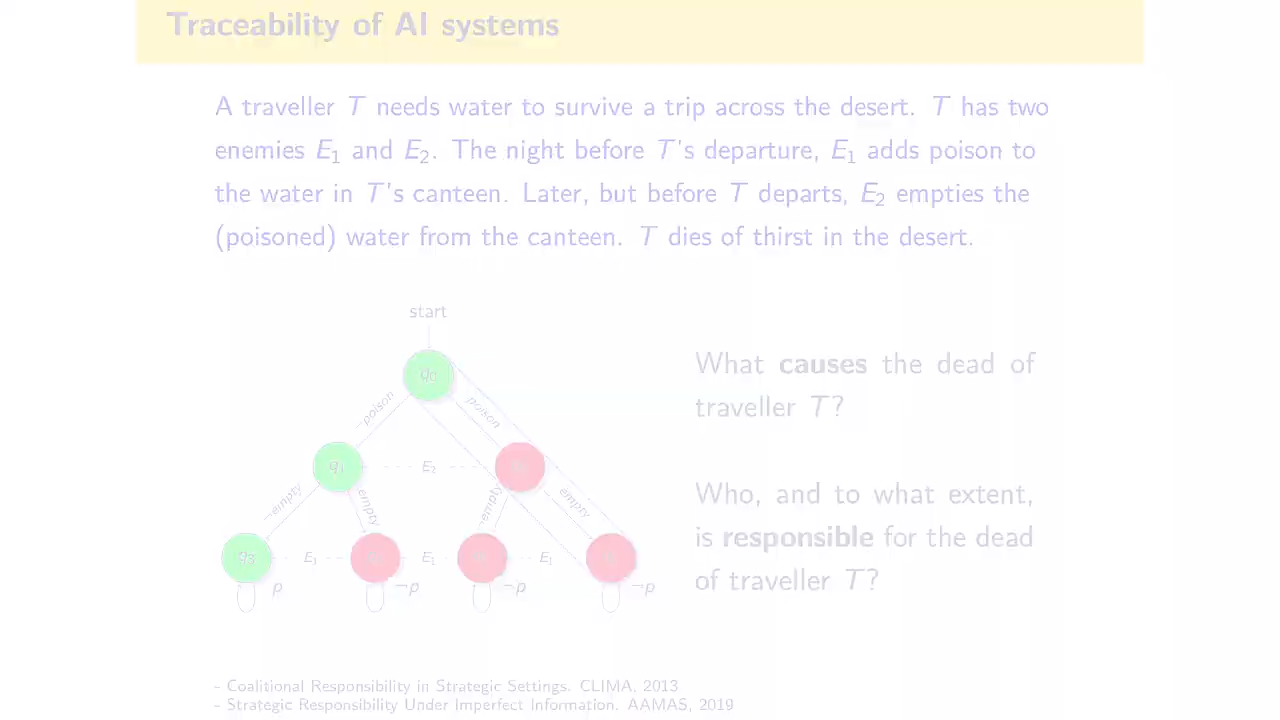 Traceability of AI systems
A traveller T needs water to survive a trip across the desert. T has two
enemies E1 and E2. The night before T's departure, E1 adds poison to
the water in T's canteen. Later, but before T departs, E2 empties the
(poisoned) water from the canteen. T dies of thirst in the desert.
start
q0
¬poison
poison
q1
E2
¬empty
empty
¬empty
empty
q3
E1
E1
E1
p
¬p
¬p
¬p
What causes the dead of
traveller T?
Who, and to what extent,
is responsible for the dead
of traveller T?
- Coalitional Responsibility in Strategic Settings. CLIMA, 2013
- Strategic Responsibility Under Imperfect Information. AAMAS, 2019